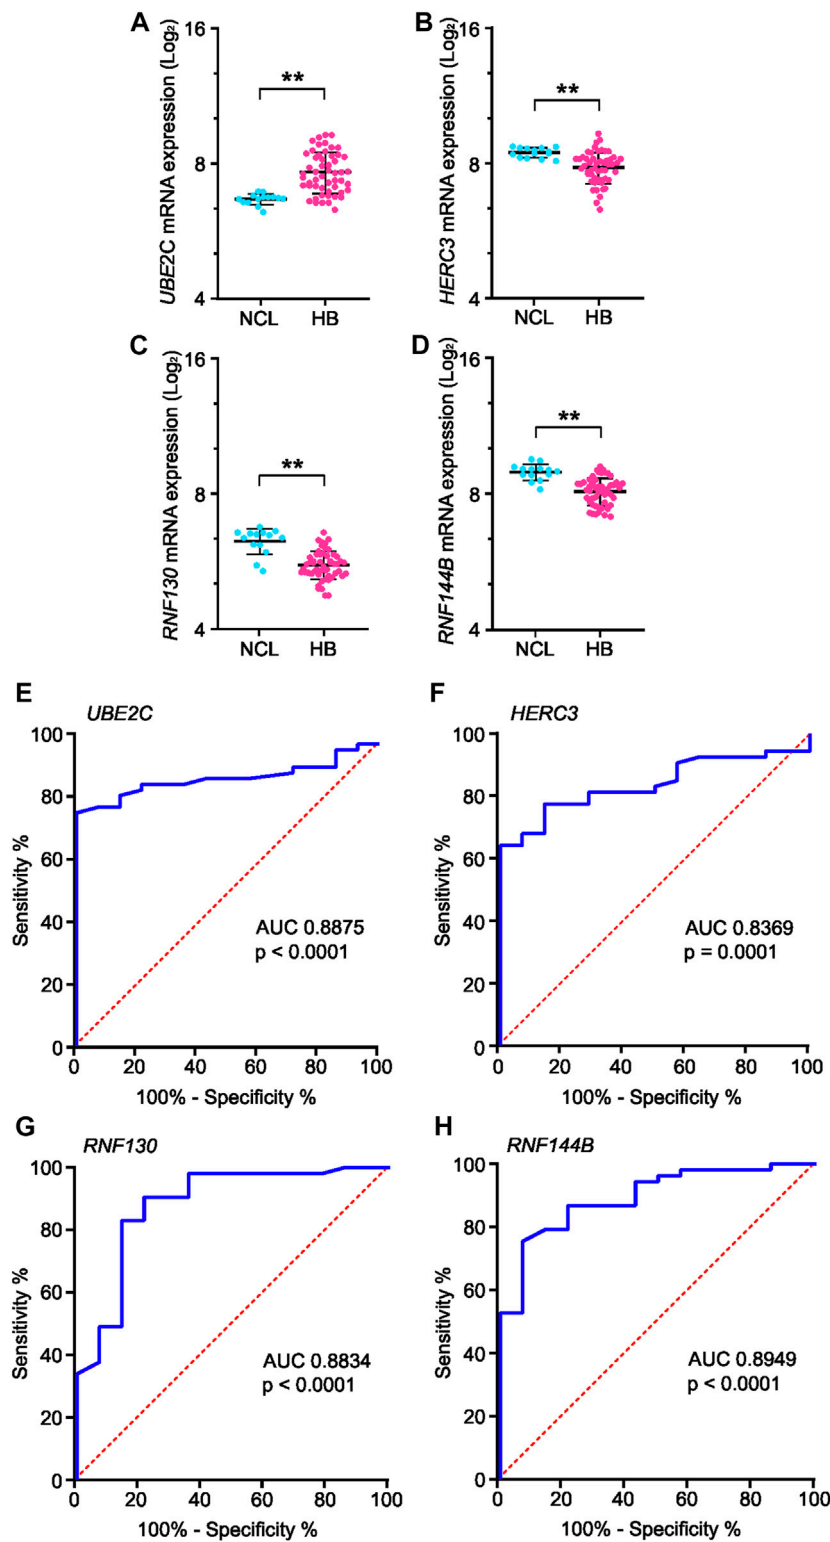 A
UBE2C mRNA expression (Log₂)
16
8
4
**
NCL HB
B
HERC3 mRNA expression (Log₂)
16
8
4
**
NCL HB
C
RNF130 mRNA expression (Log₂)
16
8
4
**
NCL HB
D
RNF144B mRNA expression (Log₂)
16
8
4
**
NCL HB
E
UBE2C
Sensitivity %
100
80
60
40
20
0
AUC 0.8875
p < 0.0001
0 20 40 60 80 100
100% - Specificity %
F
HERC3
Sensitivity %
100
80
60
40
20
0
AUC 0.8369
p = 0.0001
0 20 40 60 80 100
100% - Specificity %
G
RNF130
Sensitivity %
100
80
60
40
20
0
AUC 0.8834
p < 0.0001
0 20 40 60 80 100
100% - Specificity %
H
RNF144B
Sensitivity %
100
80
60
40
20
0
AUC 0.8949
p < 0.0001
0 20 40 60 80 100
100% - Specificity %